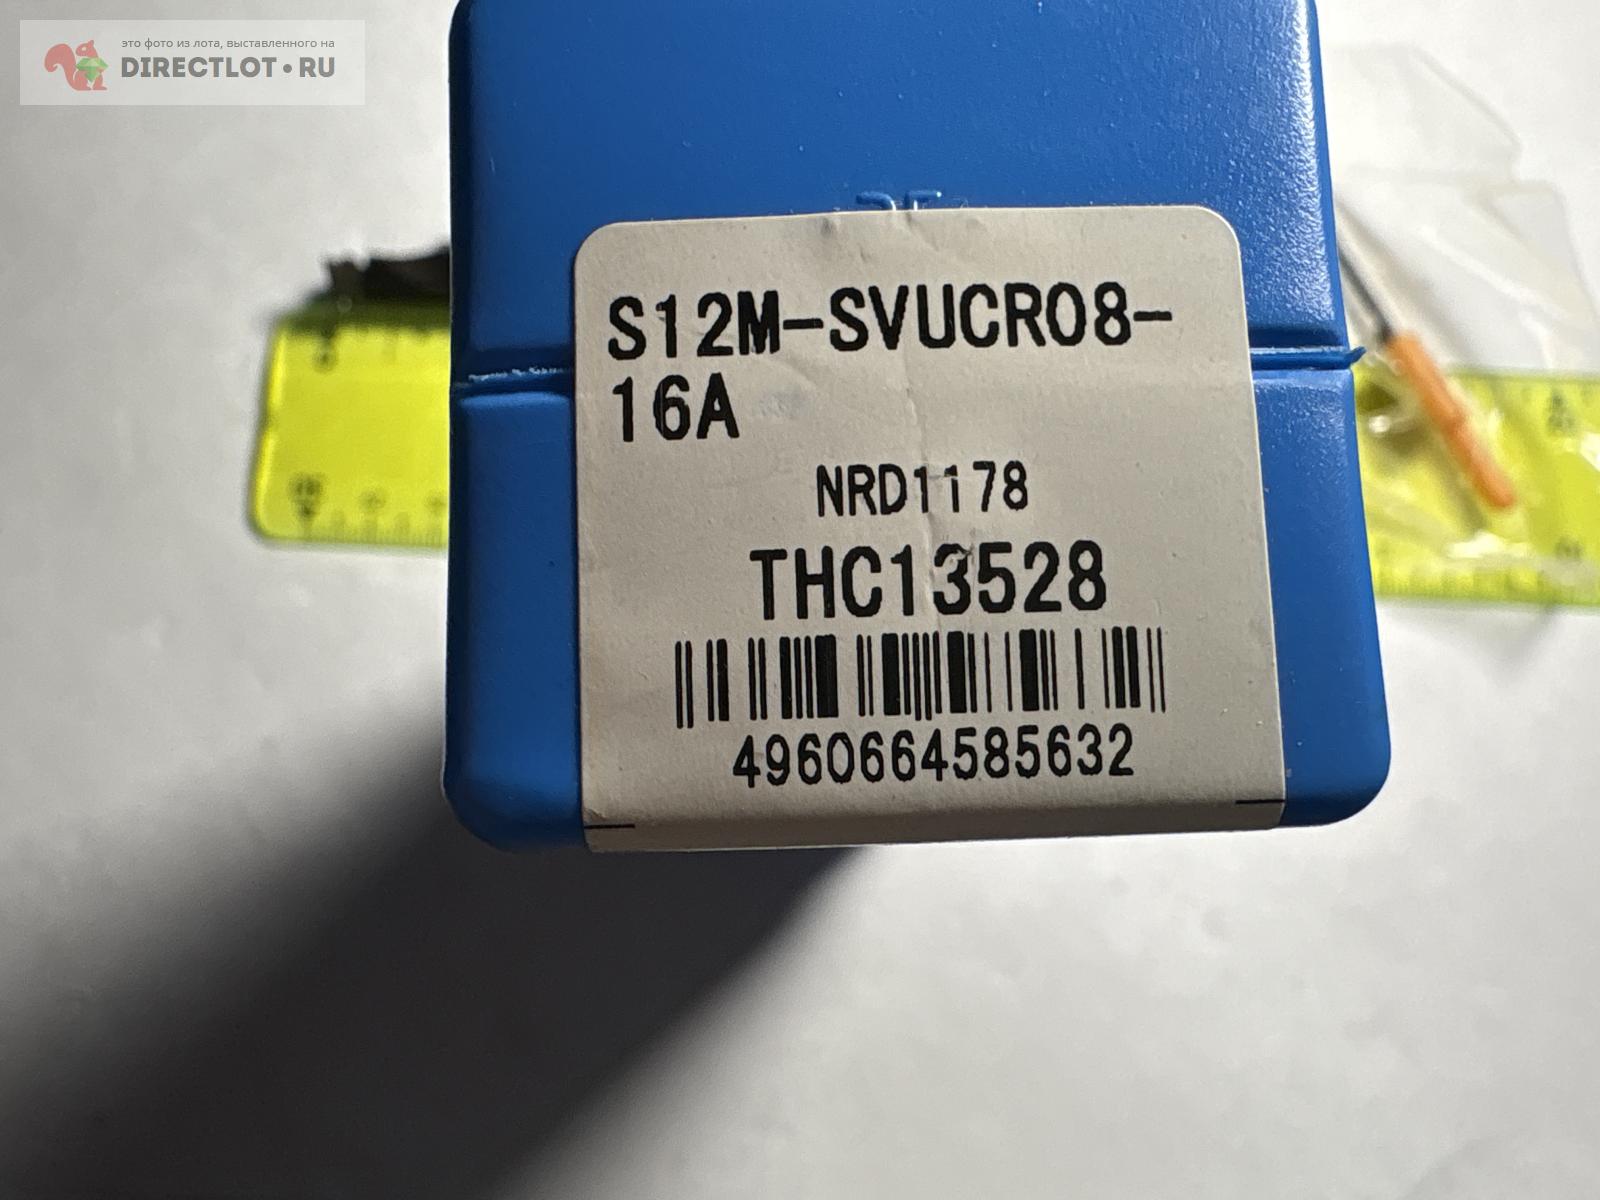 это фото из лота, выставленного на
DIRECTLOT•RU
S12M-SVUCR08-
16A
NRD1178
THC13528
4960664585632